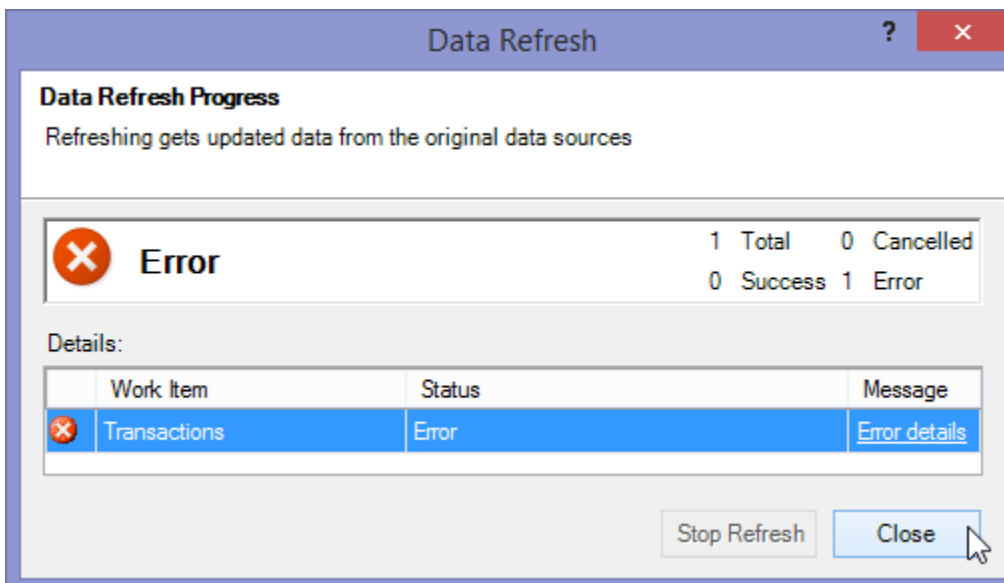 Data Refresh
?
Data Refresh Progress
Refreshing gets updated data from the original data sources
Error
1 Total 0 Cancelled
0 Success 1 Error
Details:
Work Item Status Message
Transactions Error Error details
Stop Refresh Close